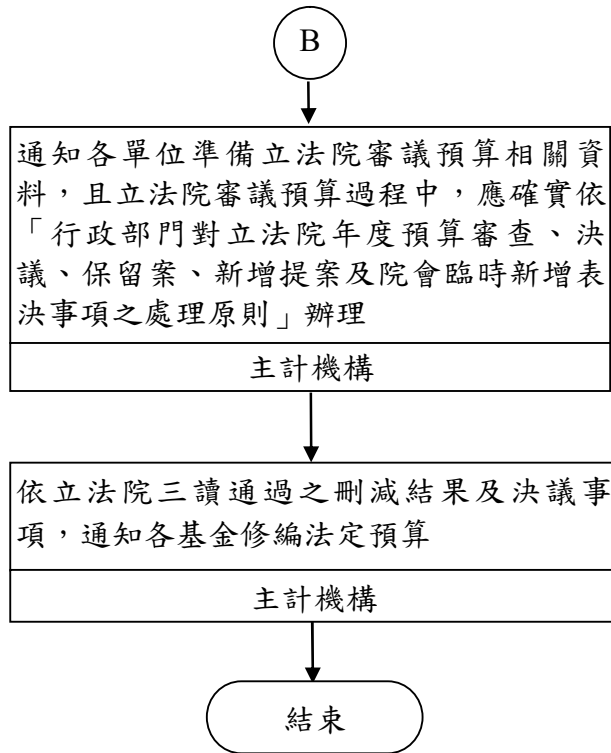 B
通知各單位準備立法院審議預算相關資
料，且立法院審議預算過程中，應確實依
「行政部門對立法院年度預算審查、決
議、保留案、新增提案及院會臨時新增表
決事項之處理原則」辦理
主計機構
依立法院三讀通過之刪減結果及決議事
項，通知各基金修編法定預算
主計機構
結束